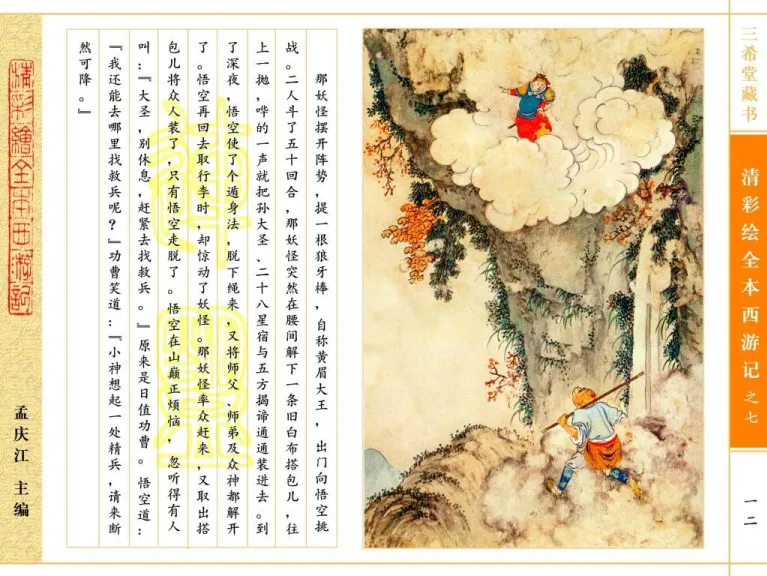 三希堂藏书
清彩绘全本西游记之七
一二
那妖怪摆开阵势，提一根狼牙棒，自称黄眉大王，出门向悟空挑
战。二人斗了五十回合，那妖怪突然在腰间解下一条旧白布搭包儿，往
上一抛，哗的一声就把孙大圣、二十八星宿与五方揭谛通通装进去。到
了深夜，悟空使了个遁身法，脱下绳来，又将师父、师弟及众神都解开
了。悟空再回去取行李时，却惊动了妖怪。那妖怪率众赶来，又取出搭
包儿将众人装了，只有悟空走脱了。悟空在山巅正烦恼，忽听得有人
叫：『大圣，别休息，赶紧去找救兵。』原来是日值功曹。悟空道：
『我还能去哪里找救兵呢？』功曹笑道：『小神想起一处精兵，请来断
然可降。』
清彩繪全本西游記
孟庆江 主编